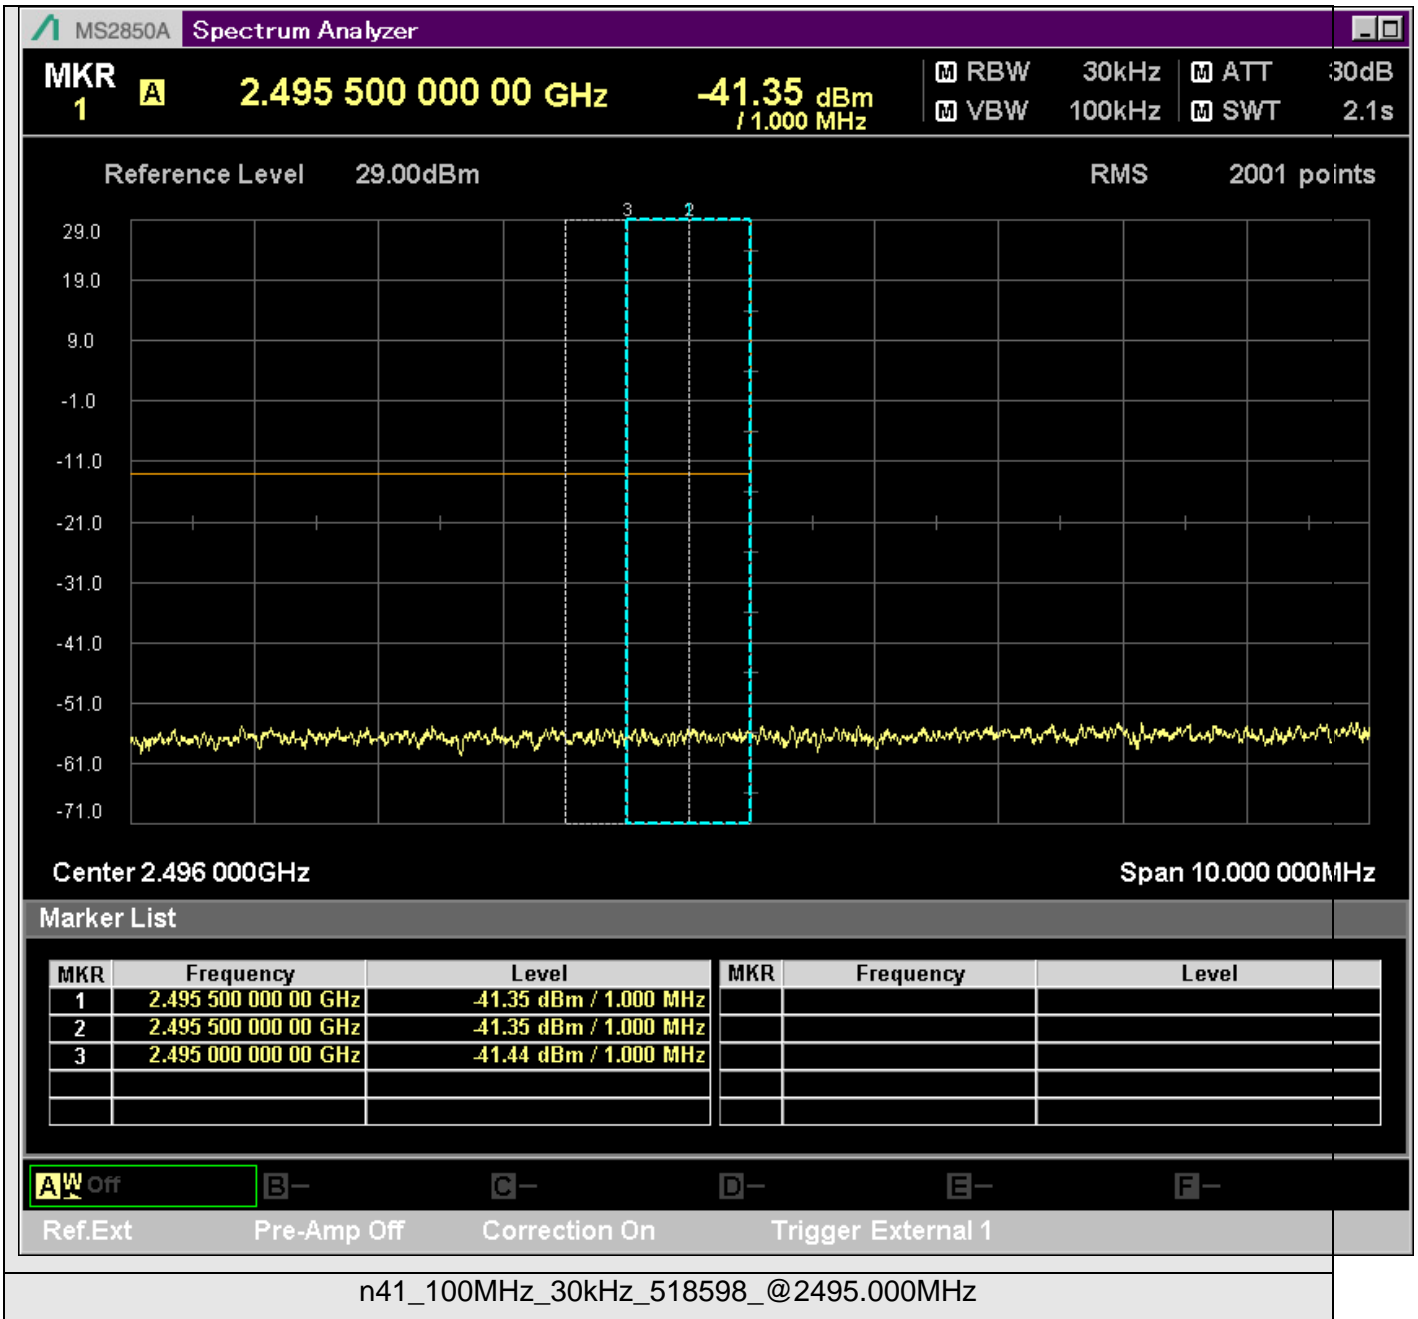 MS2850A Spectrum Analyzer
MKR 1 A 2.495 500 000 00 GHz -41.35 dBm / 1.000 MHz
M RBW 30kHz M ATT 30dB
M VBW 100kHz M SWT 2.1s
Reference Level 29.00dBm RMS 2001 points
3 2
29.0
19.0
9.0
-1.0
-11.0
-21.0
-31.0
-41.0
-51.0
-61.0
-71.0
Center 2.496 000GHz Span 10.000 000MHz
Marker List
MKR Frequency Level MKR Frequency Level
1 2.495 500 000 00 GHz -41.35 dBm / 1.000 MHz
2 2.495 500 000 00 GHz -41.35 dBm / 1.000 MHz
3 2.495 000 000 00 GHz -41.44 dBm / 1.000 MHz
A W Off B C D E F
Ref.Ext Pre-Amp Off Correction On Trigger External 1
n41_100MHz_30kHz_518598_@2495.000MHz